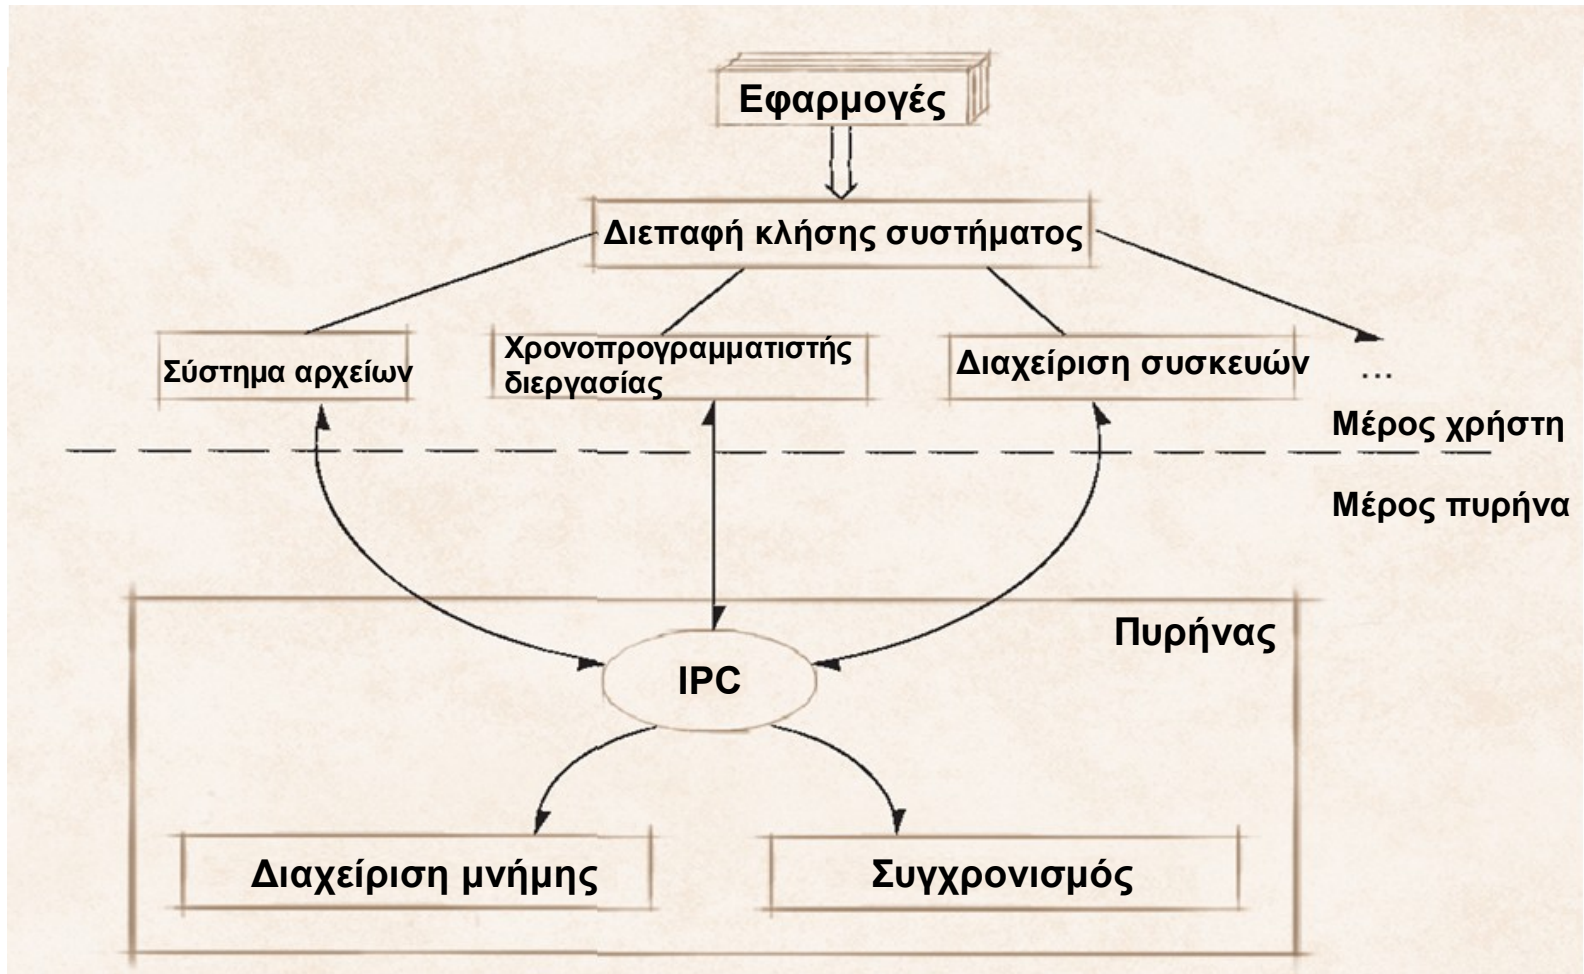 Εφαρμογές
Διεπαφή κλήσης συστήματος
Σύστημα αρχείων
Χρονοπρογραμματιστής
διεργασίας
Διαχείριση συσκευών
...
Μέρος χρήστη
Μέρος πυρήνα
Πυρήνας
IPC
Διαχείριση μνήμης
Συγχρονισμός